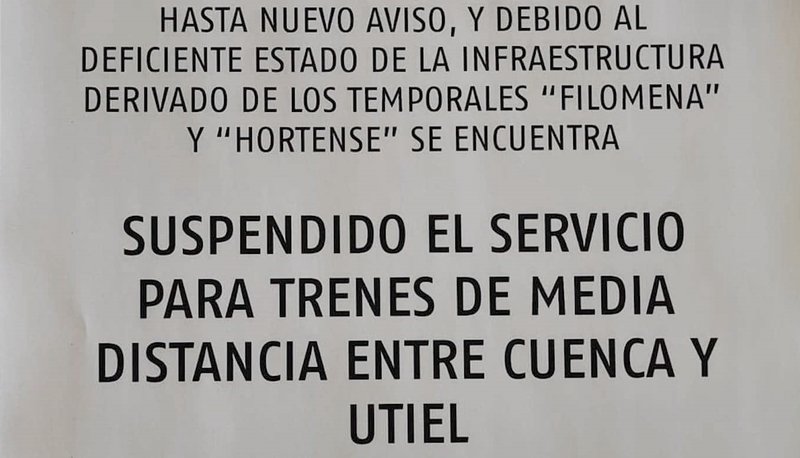 HASTA NUEVO AVISO, Y DEBIDO AL
DEFICIENTE ESTADO DE LA INFRAESTRUCTURA
DERIVADO DE LOS TEMPORALES “FILOMENA”
Y “HORTENSE” SE ENCUENTRA
SUSPENDIDO EL SERVICIO
PARA TRENES DE MEDIA
DISTANCIA ENTRE CUENCA Y
UTIEL